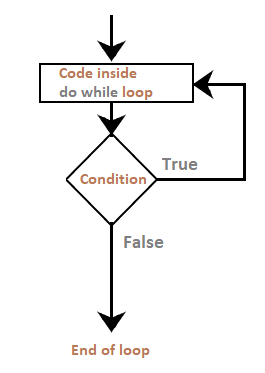 Code inside
do while loop
True
Condition
False
End of loop